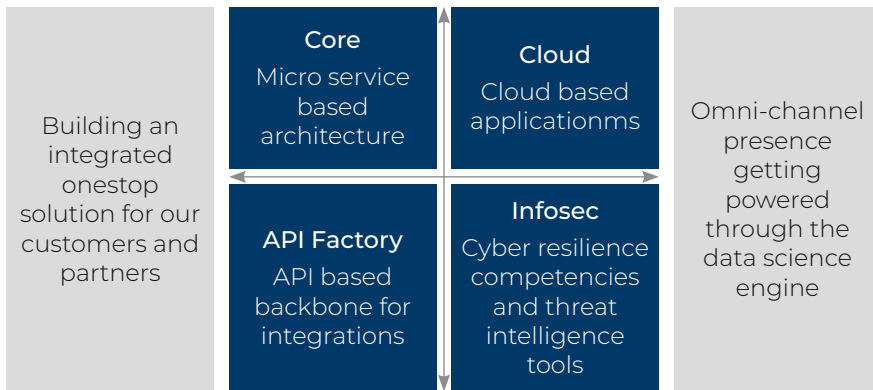 Building an
integrated
onestop
solution for our
customers and
partners
Core
Micro service
based
architecture
Cloud
Cloud based
applicationms
API Factory
API based
backbone for
integrations
Infosec
Cyber resilience
competencies
and threat
intelligence
tools
Omni-channel
presence
getting
powered
through the
data science
engine